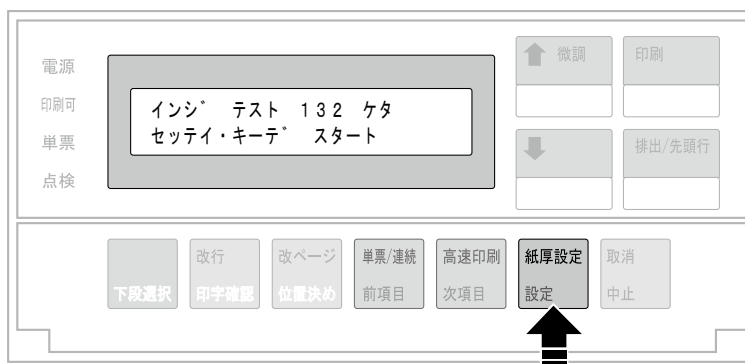 電源
印刷可
単票
点検
インシ゛ テスト 132 ケタ
セッテイ・キーデ゛ スタート
微調
印刷
排出/先頭行
下段選択
改行
印字確認
改ページ
位置決め
単票/連続
前項目
高速印刷
次項目
紙厚設定
設定
取消
中止